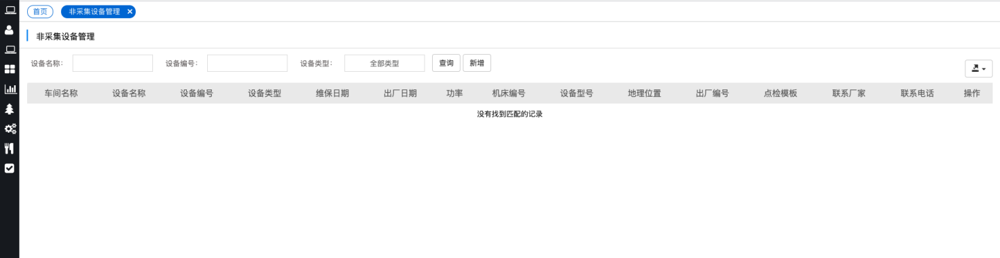 首页 非采集设备管理 ×
非采集设备管理
设备名称: 设备编号: 设备类型: 全部类型 查询 新增
车间名称 设备名称 设备编号 设备类型 维保日期 出厂日期 功率 机床编号 设备型号 地理位置 出厂编号 点检模板 联系厂家 联系电话 操作
没有找到匹配的记录